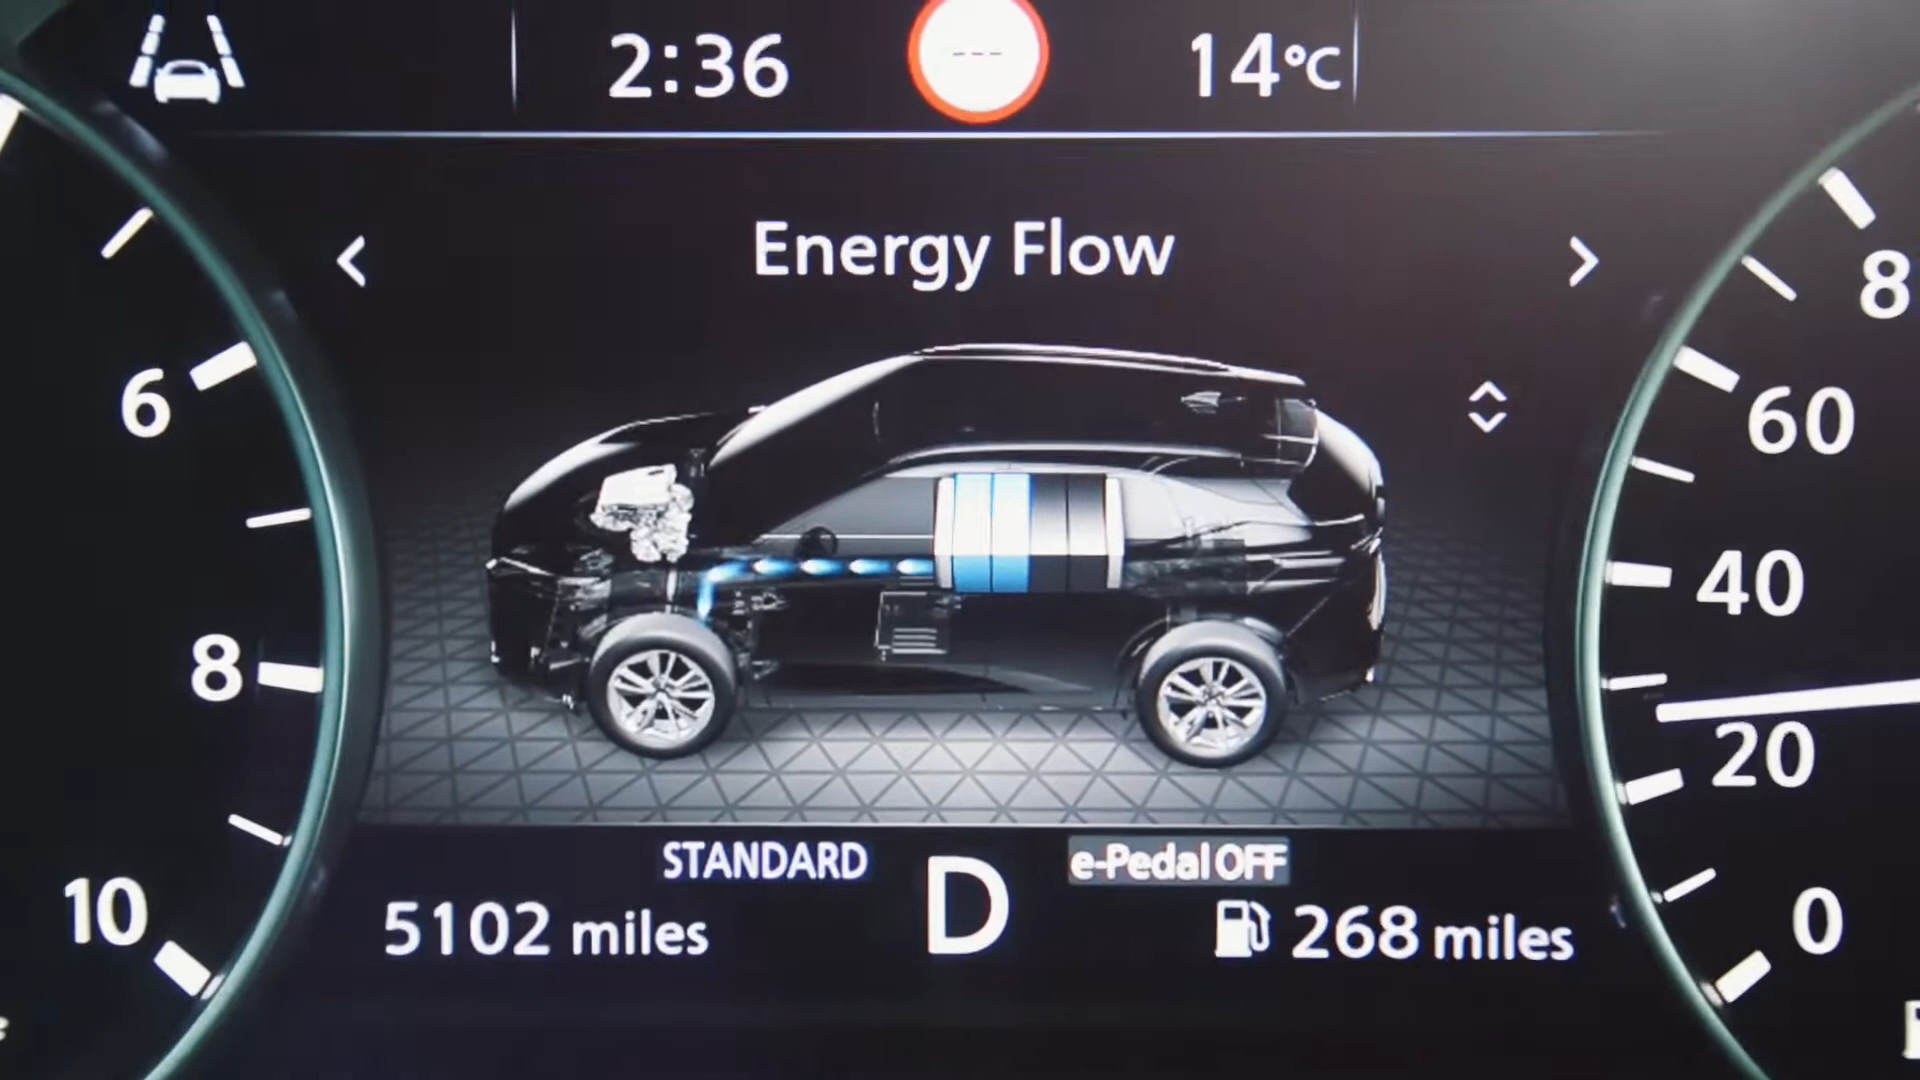 2:36
---
14°C
Energy Flow
6
8
10
8
60
40
20
0
STANDARD
D
e-Pedal OFF
5102 miles
268 miles